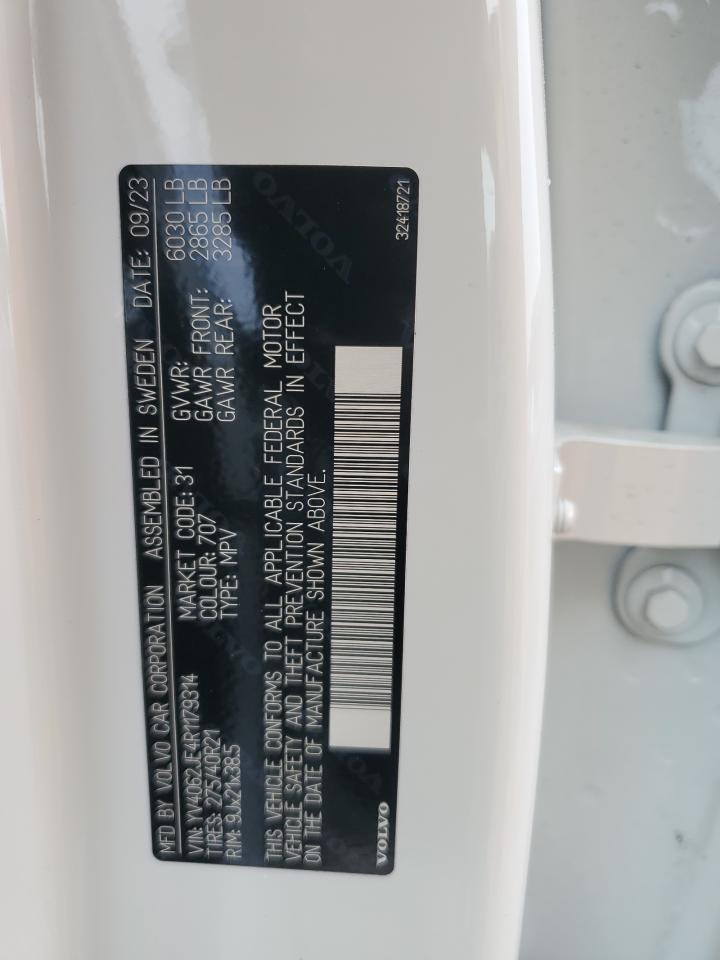 MFD BY VOLVO CAR CORPORATION ASSEMBLED IN SWEDEN DATE: 09/23
VIN: YV4062JE4R1179314 MARKET CODE: 31 GVWR: 6030 LB
TIRES: 275/40R21 COLOUR: 707 GAWR FRONT: 2865 LB
RIM: 9Jx21x38.5 TYPE: MPV GAWR REAR: 3285 LB
THIS VEHICLE CONFORMS TO ALL APPLICABLE FEDERAL MOTOR
VEHICLE SAFETY AND THEFT PREVENTION STANDARDS IN EFFECT
ON THE DATE OF MANUFACTURE SHOWN ABOVE.
VOLVO 32418721